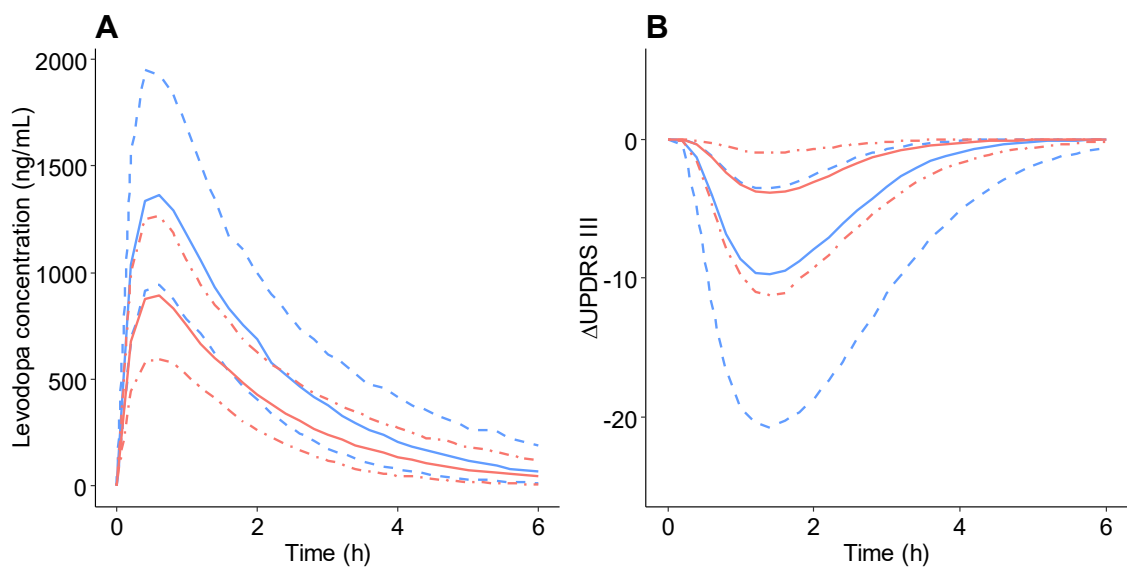 A
Levodopa concentration (ng/mL)
2000
1500
1000
500
0
0 2 4 6
Time (h)
B
ΔUPDRS III
0
-10
-20
0 2 4 6
Time (h)